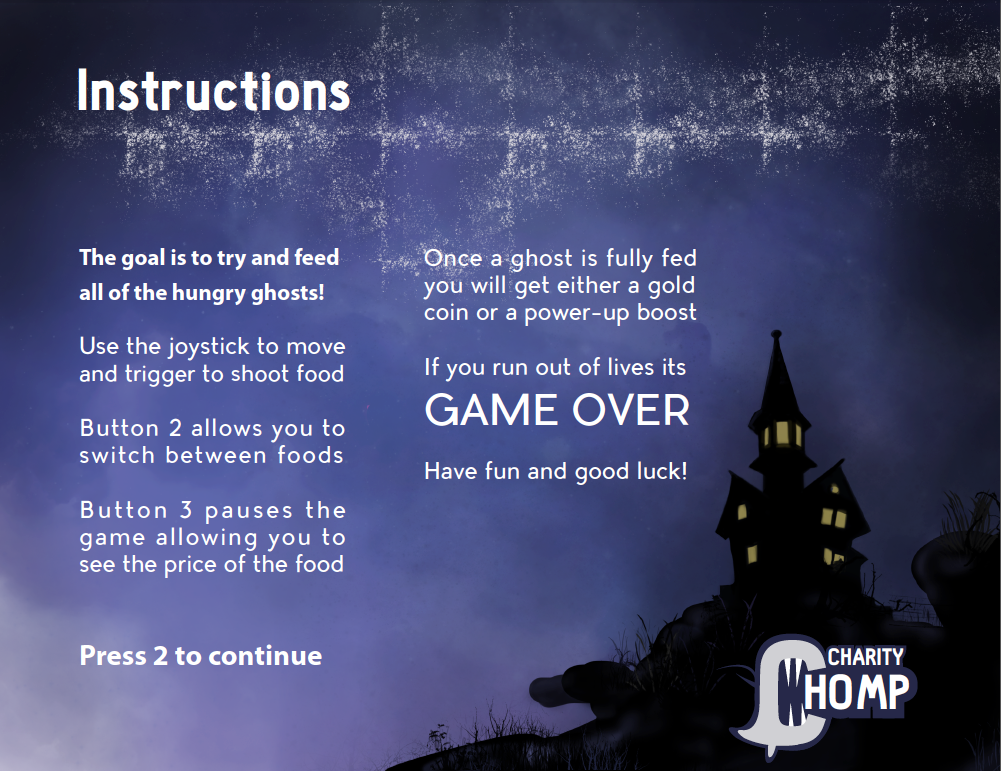 Instructions
The goal is to try and feed
all of the hungry ghosts!
Use the joystick to move
and trigger to shoot food
Button 2 allows you to
switch between foods
Button 3 pauses the
game allowing you to
see the price of the food
Press 2 to continue
Once a ghost is fully fed
you will get either a gold
coin or a power-up boost
If you run out of lives its
GAME OVER
Have fun and good luck!
CHARITY
CHOMP